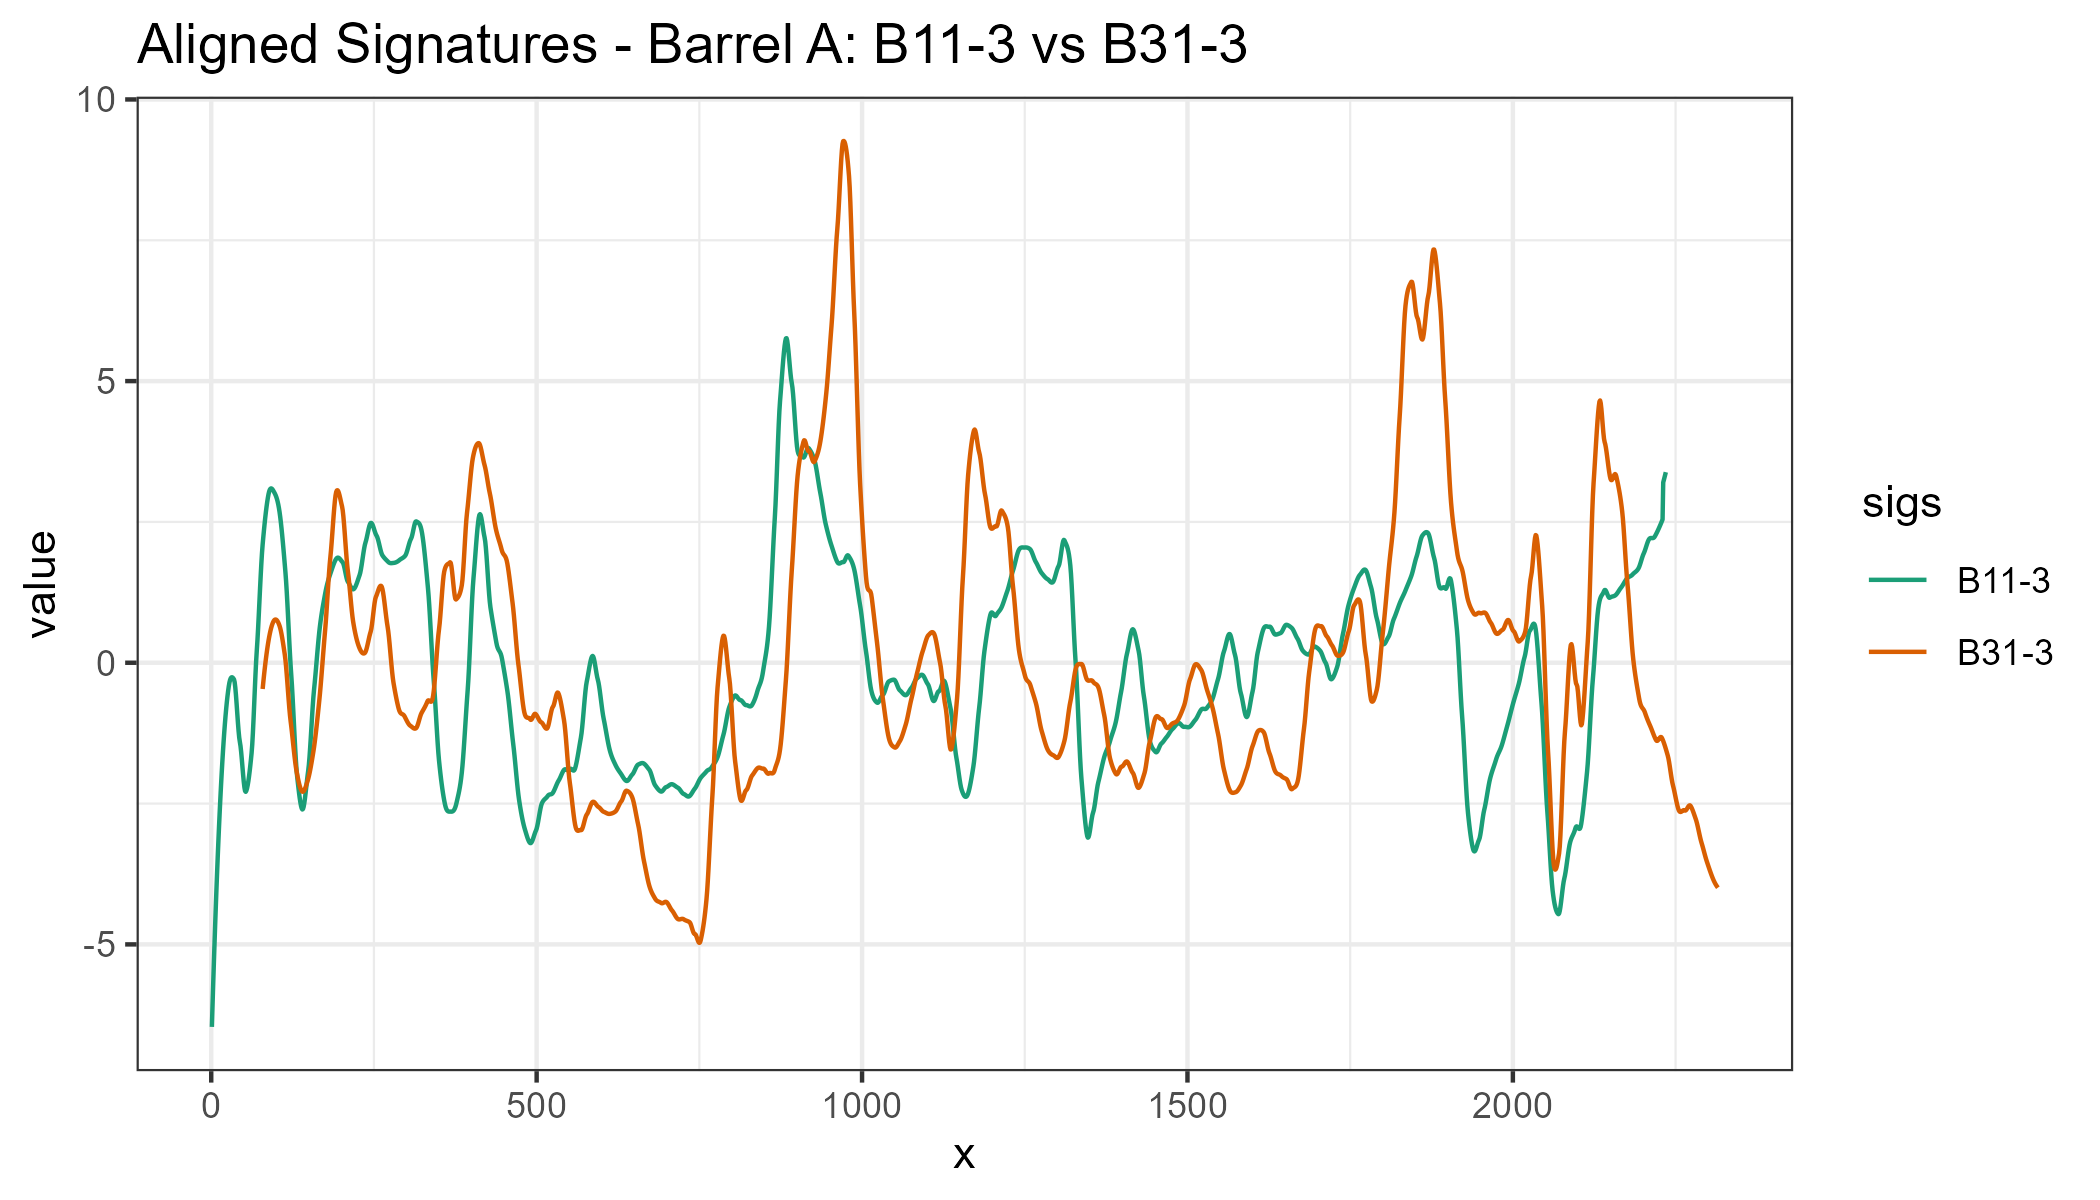 Aligned Signatures - Barrel A: B11-3 vs B31-3
10
5
0
-5
value
0 500 1000 1500 2000
x
sigs
B11-3
B31-3